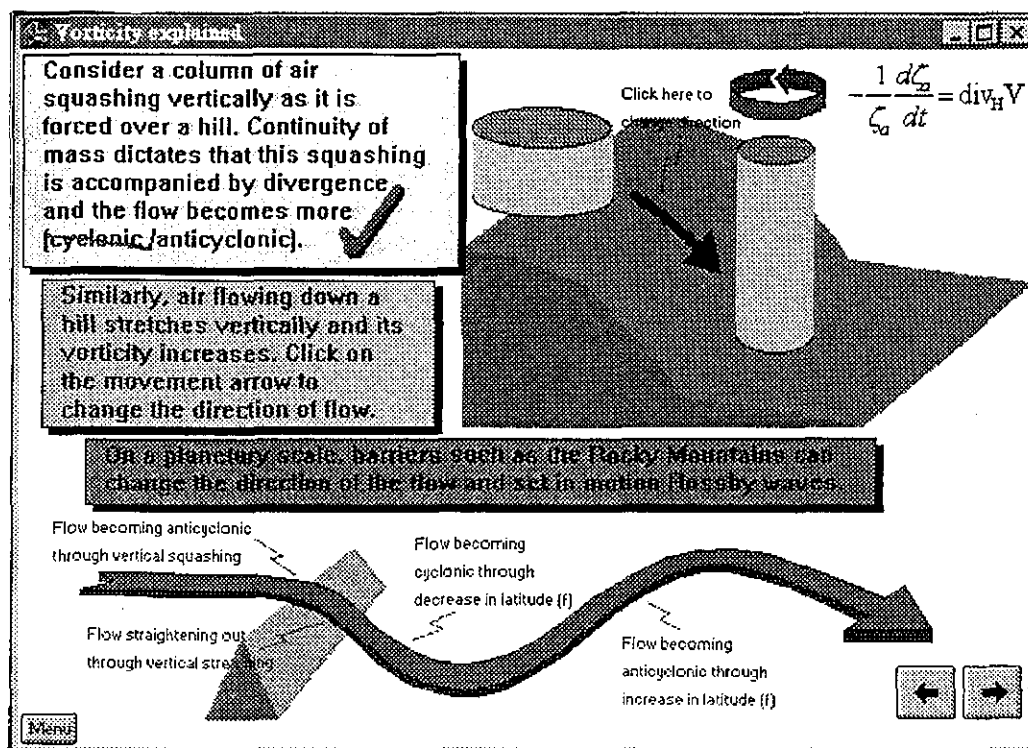 Vorticity explained
Consider a column of air
squashing vertically as it is
forced over a hill. Continuity of
mass dictates that this squashing
is accompanied by divergence
and the flow becomes more
(cyclonic/anticyclonic).
Click here to
change direction
-1/ζₐ dζₐ/dt = div_H V
Similarly, air flowing down a
hill stretches vertically and its
vorticity increases. Click on
the movement arrow to
change the direction of flow.
On a planetary scale, barriers such as the Rocky Mountains can
change the direction of the flow and set in motion Rossby waves.
Flow becoming anticyclonic
through vertical squashing
Flow straightening out
through vertical stretching
Flow becoming
cyclonic through
decrease in latitude (f)
Flow becoming
anticyclonic through
increase in latitude (f)
Menu